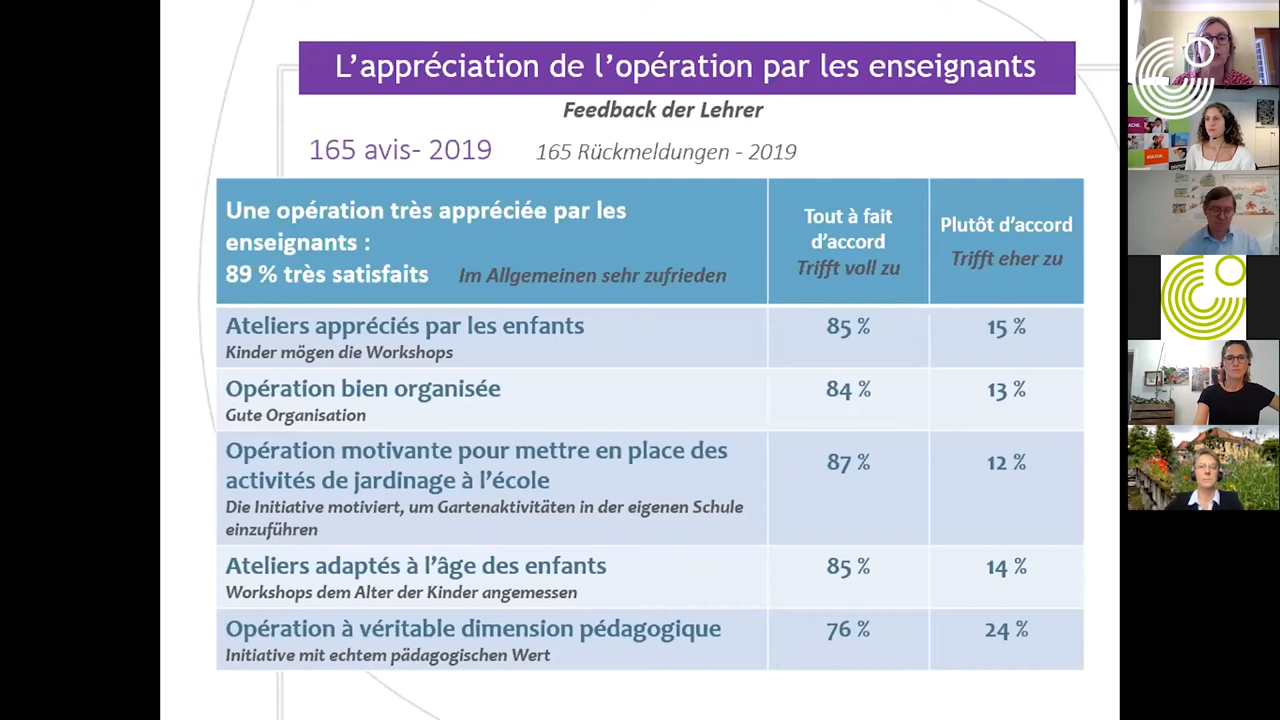 L'appréciation de l'opération par les enseignants
Feedback der Lehrer
165 avis- 2019 165 Rückmeldungen - 2019
Une opération très appréciée par les
enseignants :
89 % très satisfaits Im Allgemeinen sehr zufrieden
Tout à fait
d'accord
Trifft voll zu
Plutôt d'accord
Trifft eher zu
Ateliers appréciés par les enfants
Kinder mögen die Workshops
85 % 15 %
Opération bien organisée
Gute Organisation
84 % 13 %
Opération motivante pour mettre en place des
activités de jardinage à l'école
Die Initiative motiviert, um Gartenaktivitäten in der eigenen Schule
einzuführen
87 % 12 %
Ateliers adaptés à l'âge des enfants
Workshops dem Alter der Kinder angemessen
85 % 14 %
Opération à véritable dimension pédagogique
Initiative mit echtem pädagogischen Wert
76 % 24 %
KULTUR.